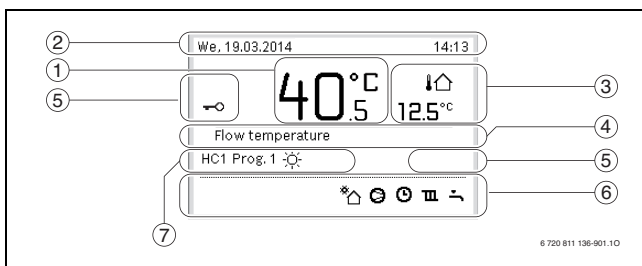 ② We, 19.03.2014 14:13
① 40.5 °C
③ 12.5°C
⑤
④ Flow temperature
⑦ HC1 Prog. 1
⑤
⑥
6 720 811 136-901.1O